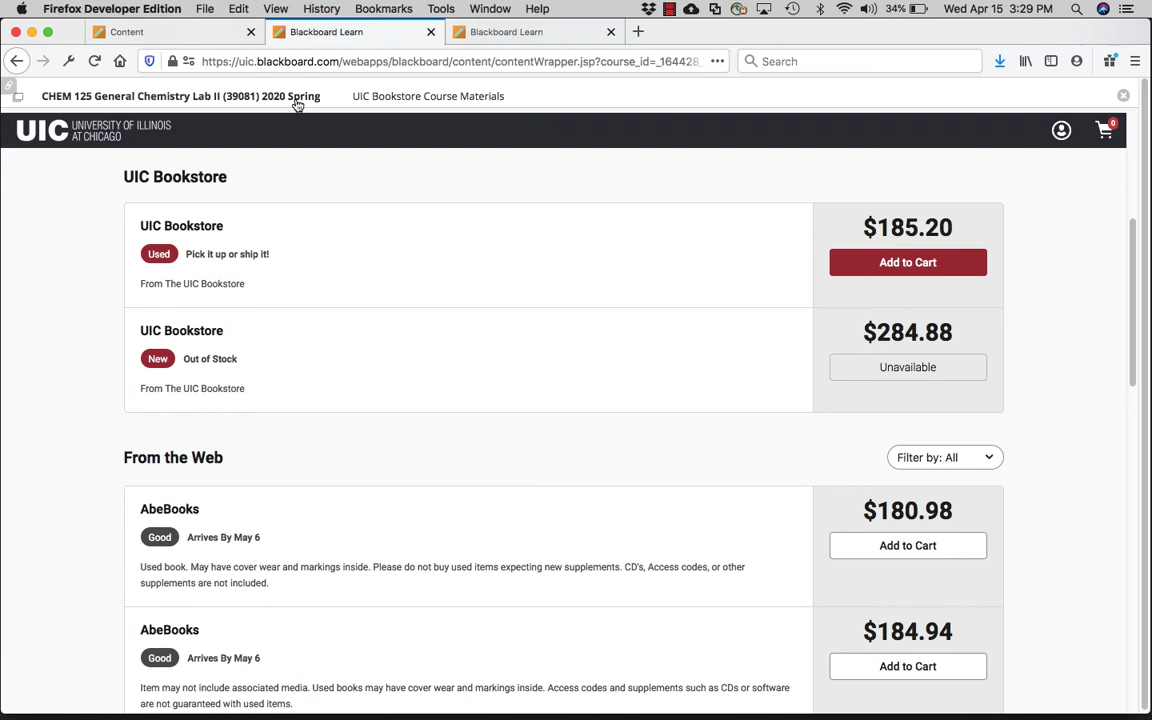 Firefox Developer Edition File Edit View History Bookmarks Tools Window Help 34% Wed Apr 15 3:29 PM
Content Blackboard Learn Blackboard Learn
https://uic.blackboard.com/webapps/blackboard/content/contentWrapper.jsp?course_id=_164428_ Search
CHEM 125 General Chemistry Lab II (39081) 2020 Spring UIC Bookstore Course Materials
UIC UNIVERSITY OF ILLINOIS
AT CHICAGO
0
UIC Bookstore
UIC Bookstore
$185.20
Used Pick it up or ship it!
Add to Cart
From The UIC Bookstore
UIC Bookstore
$284.88
New Out of Stock
Unavailable
From The UIC Bookstore
From the Web
Filter by: All
AbeBooks
$180.98
Good Arrives By May 6
Add to Cart
Used book. May have cover wear and markings inside. Please do not buy used items expecting new supplements. CD's, Access codes, or other
supplements are not included.
AbeBooks
$184.94
Good Arrives By May 6
Add to Cart
Item may not include associated media. Used books may have cover wear and markings inside. Access codes and supplements such as CDs or software
are not guaranteed with used items.